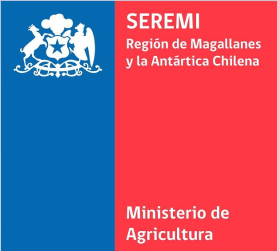 SEREMI
Región de Magallanes
y la Antártica Chilena
Ministerio de
Agricultura